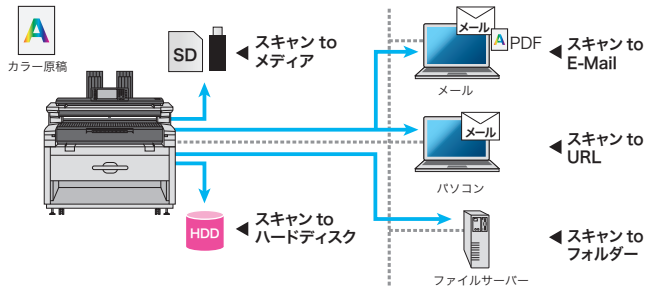 A
カラー原稿
SD
スキャン to
メディア
メール
A PDF
メール
スキャン to
E-Mail
メール
パソコン
スキャン to
URL
HDD
スキャン to
ハードディスク
ファイルサーバー
スキャン to
フォルダー